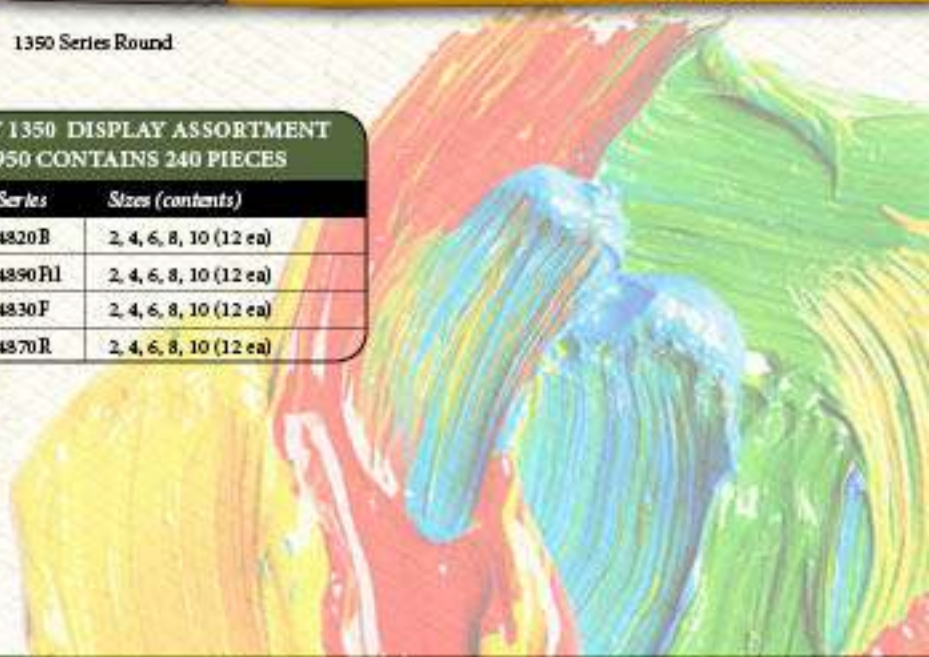 1350 Series Round
1350 DISPLAY ASSORTMENT
950 CONTAINS 240 PIECES
Series Sizes (contents)
4820B 2, 4, 6, 8, 10 (12 ea)
4890Fil 2, 4, 6, 8, 10 (12 ea)
4830F 2, 4, 6, 8, 10 (12 ea)
4870R 2, 4, 6, 8, 10 (12 ea)